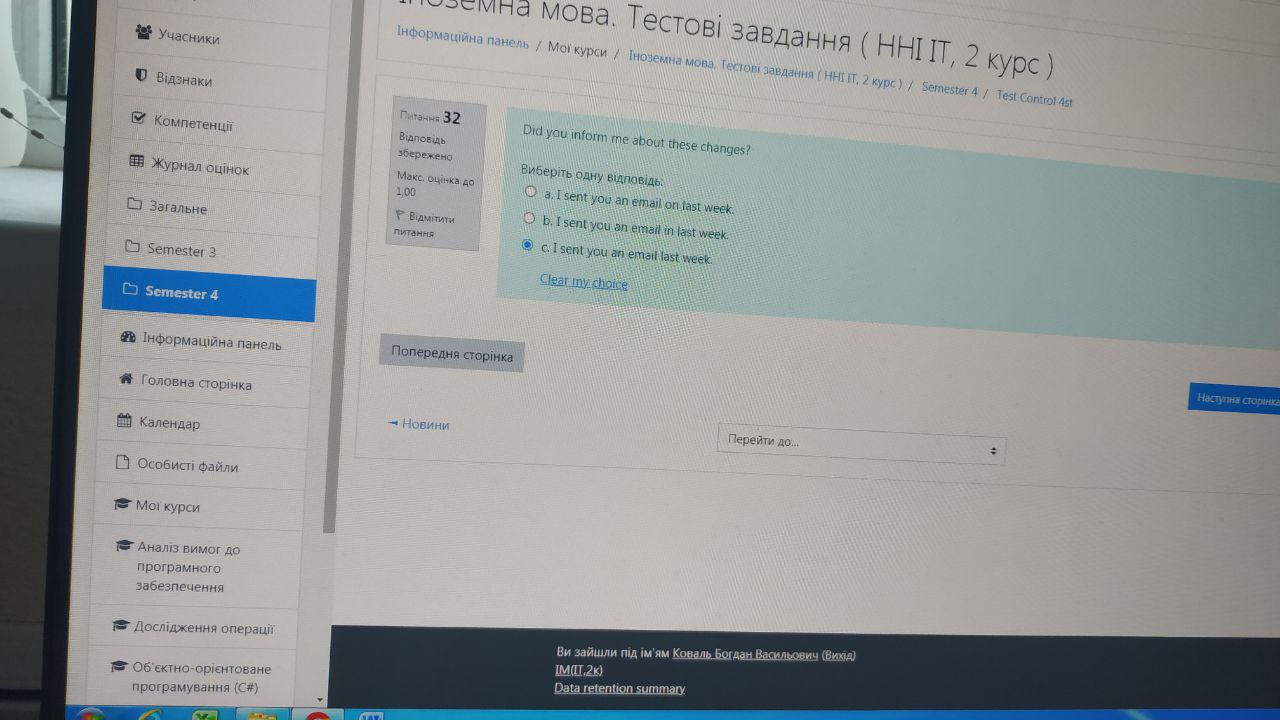 Іноземна мова. Тестові завдання ( ННІ ІТ, 2 курс )
Інформаційна панель / Мої курси / Іноземна мова. Тестові завдання ( ННІ ІТ, 2 курс ) / Semester 4 / Test Control 4st
Учасники
Відзнаки
Компетенції
Журнал оцінок
Загальне
Semester 3
Semester 4
Інформаційна панель
Головна сторінка
Календар
Особисті файли
Мої курси
Аналіз вимог до
програмного
забезпечення
Дослідження операції
Об'єктно-орієнтоване
програмування (C#)
Питання 32
Відповідь
збережено
Макс. оцінка до
1,00
Відмітити
питання
Did you inform me about these changes?
Виберіть одну відповідь:
a. I sent you an email on last week.
b. I sent you an email in last week.
c. I sent you an email last week.
Clear my choice
Попередня сторінка
Наступна сторінка
◄ Новини
Перейти до...
Ви зайшли під ім'ям Коваль Богдан Васильович (Вихід)
ІМ(ІТ,2к)
Data retention summary